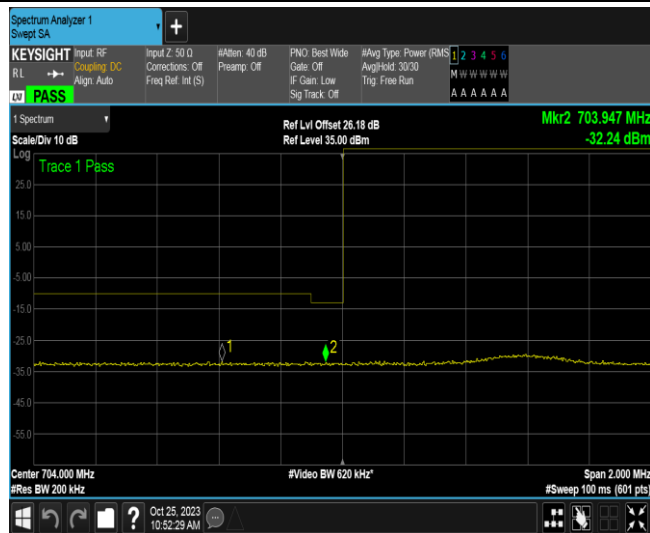 Spectrum Analyzer 1
Swept SA
+
KEYSIGHT
RL
LXI PASS
Input: RF
Coupling: DC
Align: Auto
Input Z: 50 Ω
Corrections: Off
Freq Ref: Int (S)
#Atten: 40 dB
Preamp: Off
PNO: Best Wide
Gate: Off
IF Gain: Low
Sig Track: Off
#Avg Type: Power (RMS
Avg|Hold: 30/30
Trig: Free Run
1 2 3 4 5 6
M W W W W W
A A A A A A
1 Spectrum
Scale/Div 10 dB
Ref Lvl Offset 26.18 dB
Ref Level 35.00 dBm
Mkr2 703.947 MHz
-32.24 dBm
Log
Trace 1 Pass
25.0
15.0
5.00
-5.00
-15.0
-25.0
-35.0
-45.0
-55.0
1
2
Center 704.000 MHz
#Res BW 200 kHz
#Video BW 620 kHz*
Span 2.000 MHz
#Sweep 100 ms (601 pts)
?
Oct 25, 2023
10:52:29 AM